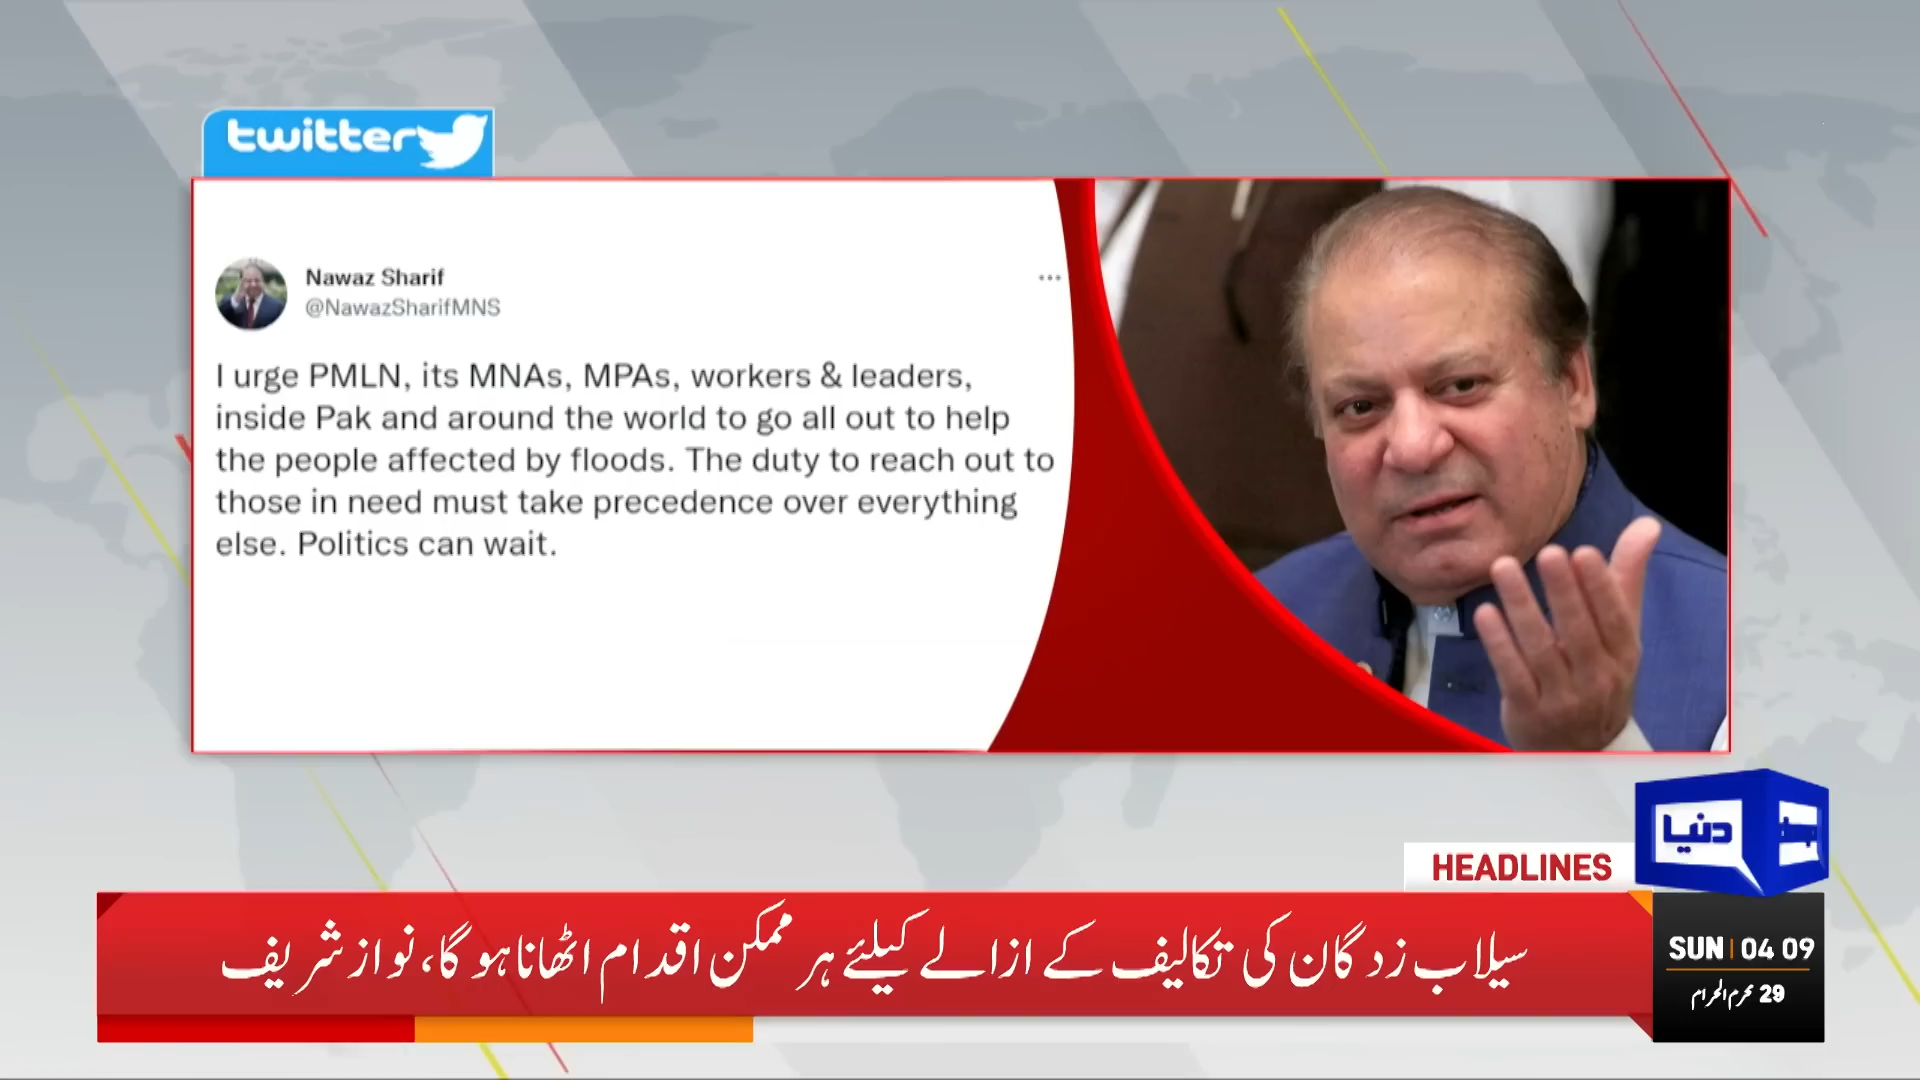 twitter
Nawaz Sharif
@NawazSharifMNS
I urge PMLN, its MNAs, MPAs, workers & leaders,
inside Pak and around the world to go all out to help
the people affected by floods. The duty to reach out to
those in need must take precedence over everything
else. Politics can wait.
دنیا
HEADLINES
سیلاب زدگان کی تکالیف کے ازالے کیلئے ہر ممکن اقدام اٹھانا ہو گا، نواز شریف
SUN | 04 09
29 محرم الحرام